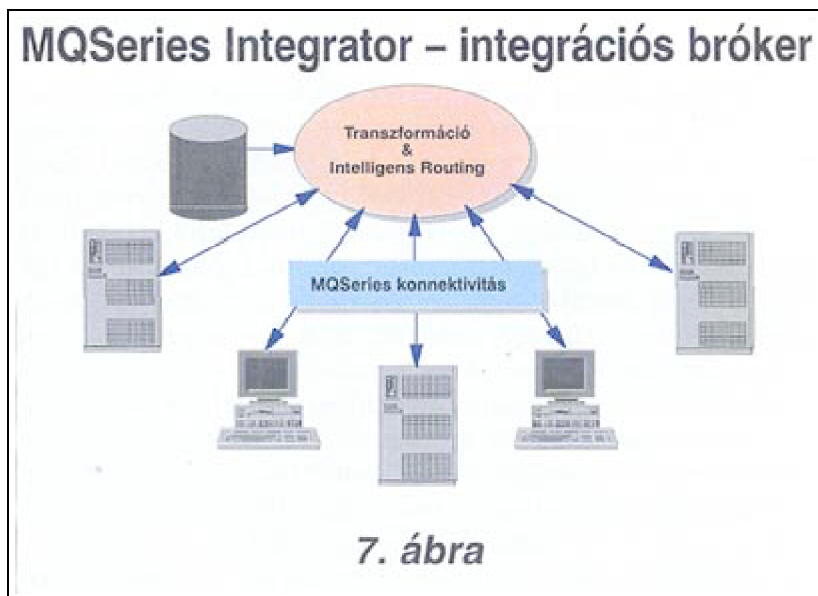 MQSeries Integrator – integrációs bróker
Transzformáció
&
Intelligens Routing
MQSeries konnektivitás
7. ábra